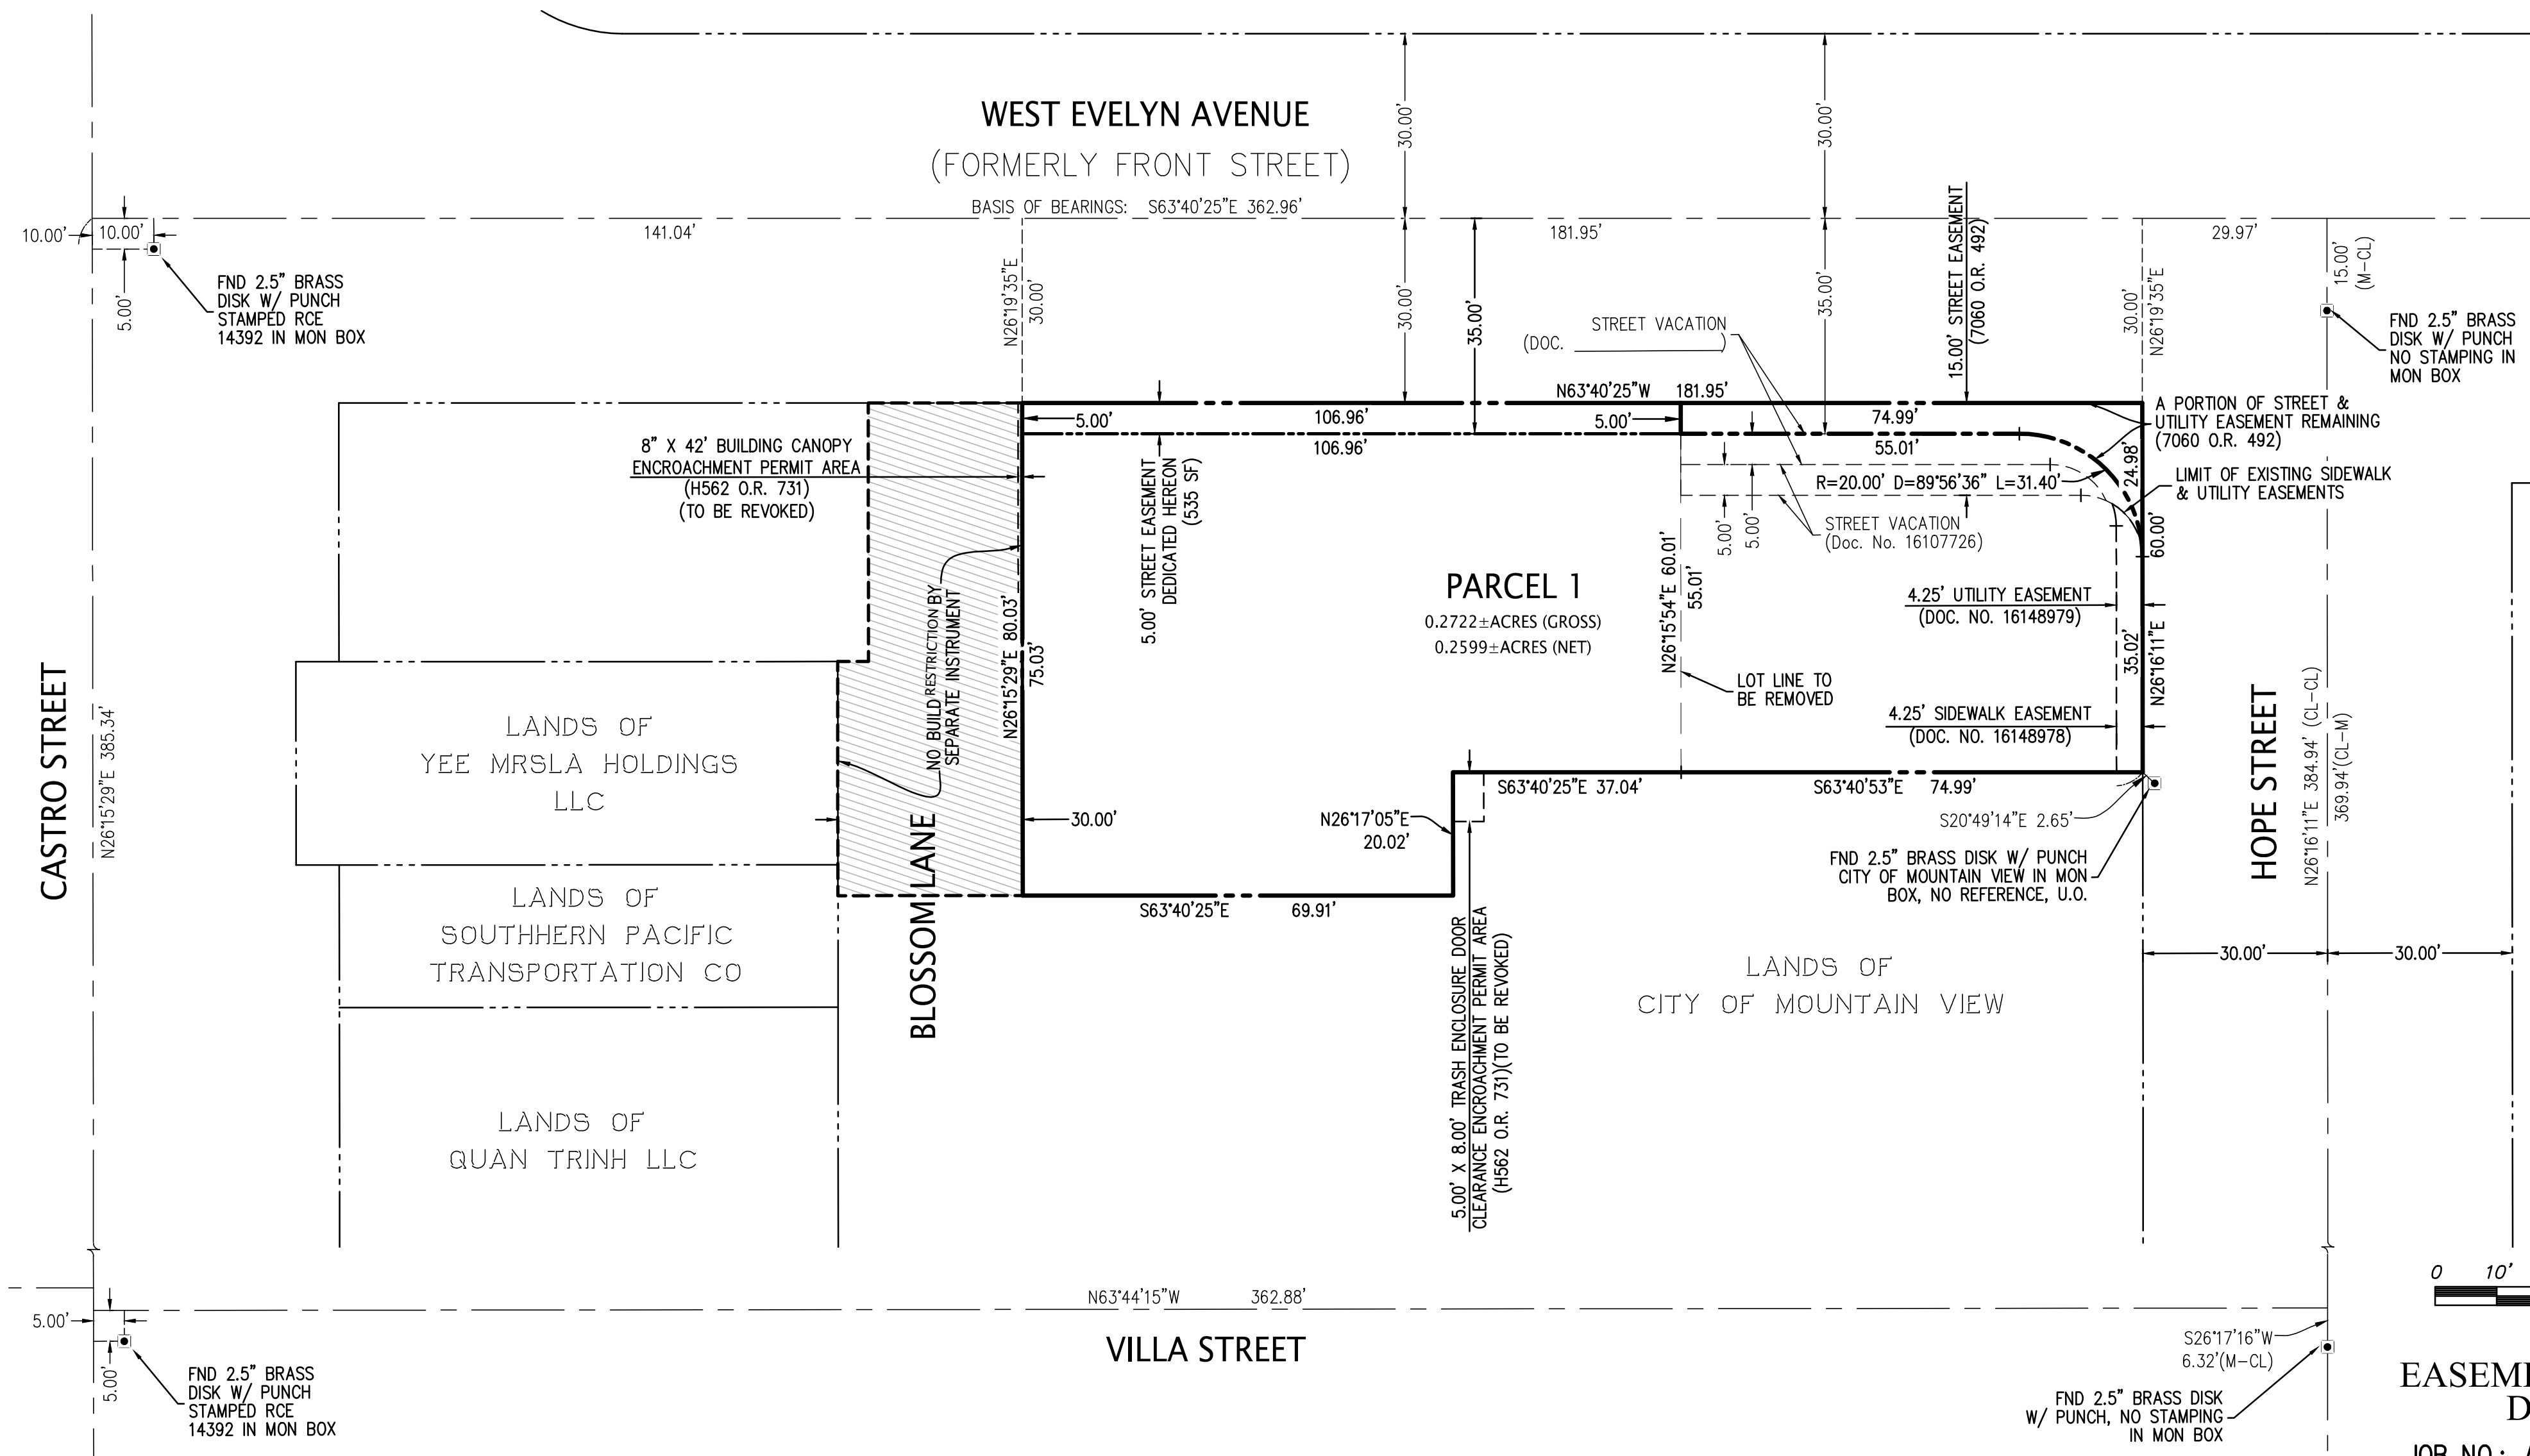 WEST EVELYN AVENUE
(FORMERLY FRONT STREET)
BASIS OF BEARINGS: S63°40'25"E 362.96'
30.00'
30.00'
10.00'
10.00'
141.04'
181.95'
29.97'
5.00'
FND 2.5" BRASS
DISK W/ PUNCH
STAMPED RCE
14392 IN MON BOX
N26°19'35"E
30.00'
30.00'
35.00'
35.00'
STREET VACATION
(DOC. ____________)
15.00' STREET EASEMENT
(7060 O.R. 492)
30.00'
N26°19'35"E
15.00'
(M-CL)
FND 2.5" BRASS
DISK W/ PUNCH
NO STAMPING IN
MON BOX
N63°40'25"W 181.95'
5.00'
106.96'
5.00'
74.99'
106.96'
55.01'
A PORTION OF STREET &
UTILITY EASEMENT REMAINING
(7060 O.R. 492)
24.98'
LIMIT OF EXISTING SIDEWALK
& UTILITY EASEMENTS
8" X 42' BUILDING CANOPY
ENCROACHMENT PERMIT AREA
(H562 O.R. 731)
(TO BE REVOKED)
5.00' STREET EASEMENT
DEDICATED HEREON
(535 SF)
R=20.00' D=89°56'36" L=31.40'
5.00'
5.00'
STREET VACATION
(Doc. No. 16107726)
60.00'
NO BUILD RESTRICTION BY
SEPARATE INSTRUMENT
N26°15'29"E 80.03'
75.03'
PARCEL 1
0.2722±ACRES (GROSS)
0.2599±ACRES (NET)
N26°15'54"E 60.01'
55.01'
LOT LINE TO
BE REMOVED
4.25' UTILITY EASEMENT
(DOC. NO. 16148979)
4.25' SIDEWALK EASEMENT
(DOC. NO. 16148978)
35.02'
N26°16'11"E
CASTRO STREET
N26°15'29"E 385.34'
LANDS OF
YEE MRSLA HOLDINGS
LLC
LANDS OF
SOUTHHERN PACIFIC
TRANSPORTATION CO
LANDS OF
QUAN TRINH LLC
BLOSSOM LANE
30.00'
N26°17'05"E
20.02'
S63°40'25"E 37.04'
S63°40'53"E 74.99'
S63°40'25"E 69.91'
S20°49'14"E 2.65'
FND 2.5" BRASS DISK W/ PUNCH
CITY OF MOUNTAIN VIEW IN MON
BOX, NO REFERENCE, U.O.
5.00' X 8.00' TRASH ENCLOSURE DOOR
CLEARANCE ENCROACHMENT PERMIT AREA
(H562 O.R. 731)(TO BE REVOKED)
LANDS OF
CITY OF MOUNTAIN VIEW
HOPE STREET
N26°16'11"E 384.94' (CL-CL)
369.94'(CL-M)
30.00'
30.00'
N63°44'15"W 362.88'
VILLA STREET
5.00'
5.00'
FND 2.5" BRASS
DISK W/ PUNCH
STAMPED RCE
14392 IN MON BOX
S26°17'16"W
6.32'(M-CL)
FND 2.5" BRASS DISK
W/ PUNCH, NO STAMPING
IN MON BOX
0 10'